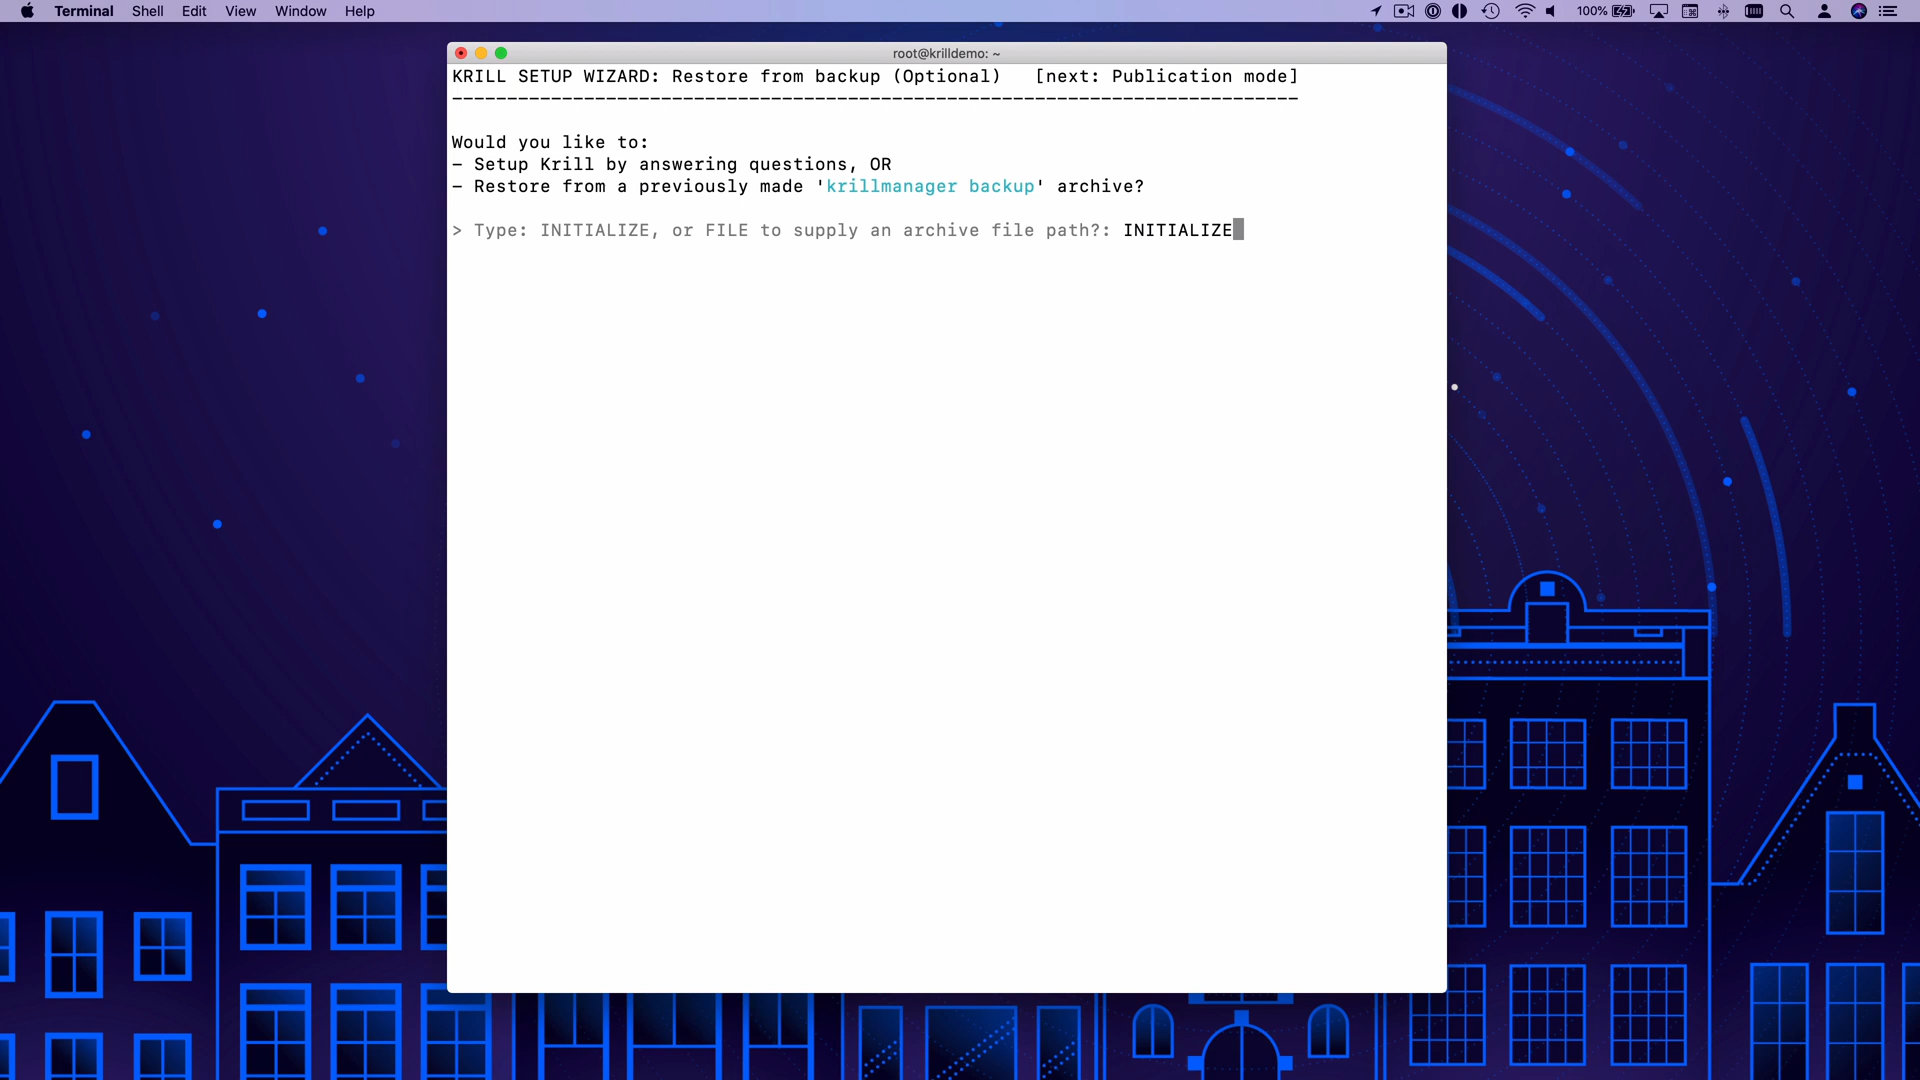 Terminal Shell Edit View Window Help 100%
root@krilldemo: ~
KRILL SETUP WIZARD: Restore from backup (Optional) [next: Publication mode]
-----------------------------------------------------------------------------
Would you like to:
- Setup Krill by answering questions, OR
- Restore from a previously made 'krillmanager backup' archive?
> Type: INITIALIZE, or FILE to supply an archive file path?: INITIALIZE